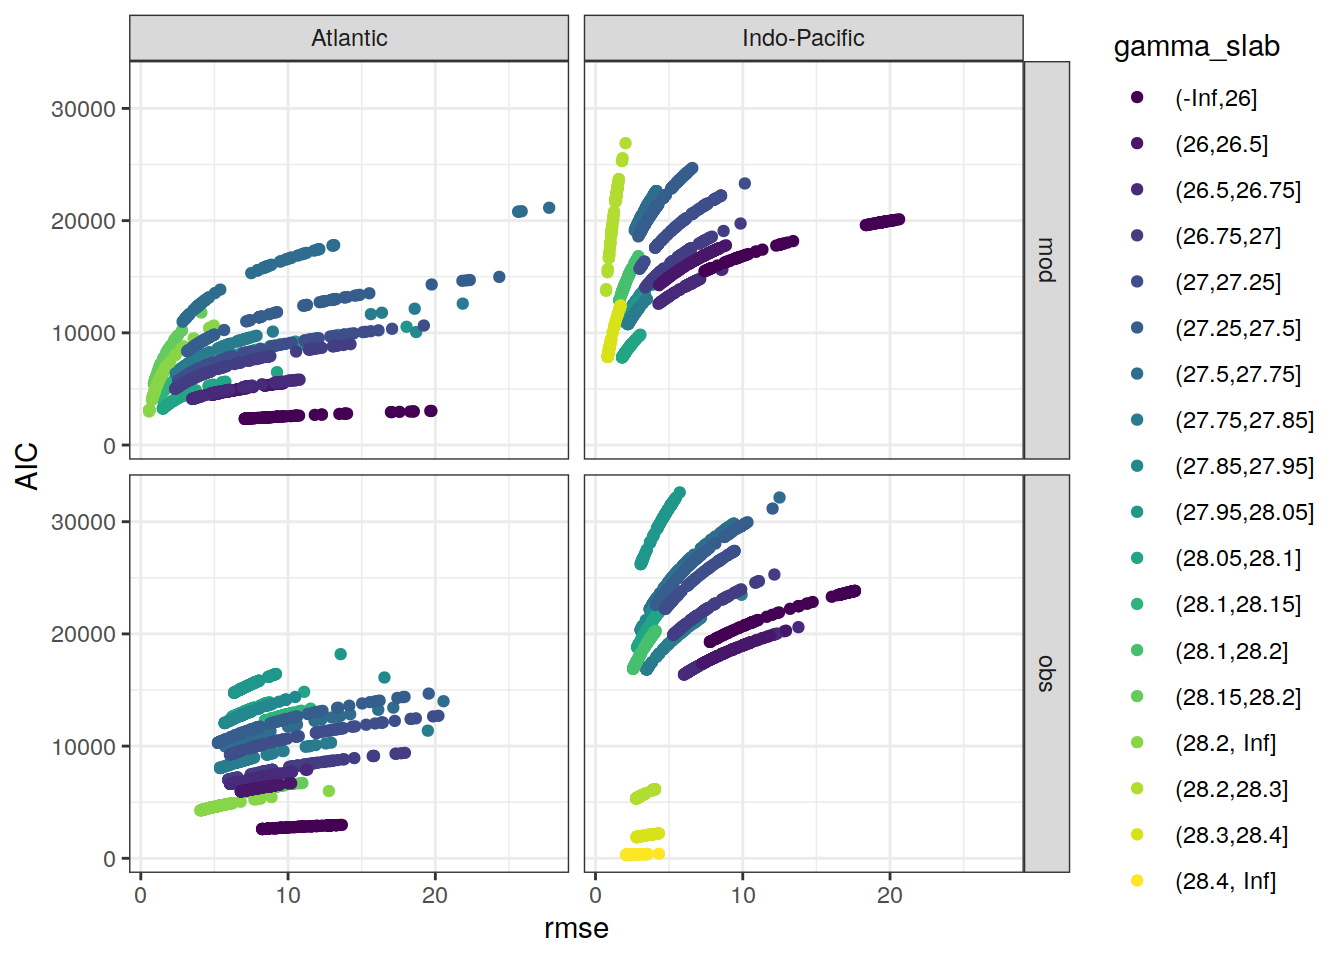 Atlantic
Indo-Pacific
gamma_slab
(-Inf,26]
(26,26.5]
(26.5,26.75]
(26.75,27]
(27,27.25]
(27.25,27.5]
(27.5,27.75]
(27.75,27.85]
(27.85,27.95]
(27.95,28.05]
(28.05,28.1]
(28.1,28.15]
(28.1,28.2]
(28.15,28.2]
(28.2, Inf]
(28.2,28.3]
(28.3,28.4]
(28.4, Inf]
30000
20000
10000
0
mod
AIC
30000
20000
10000
0
obs
0
10
20
0
10
20
rmse